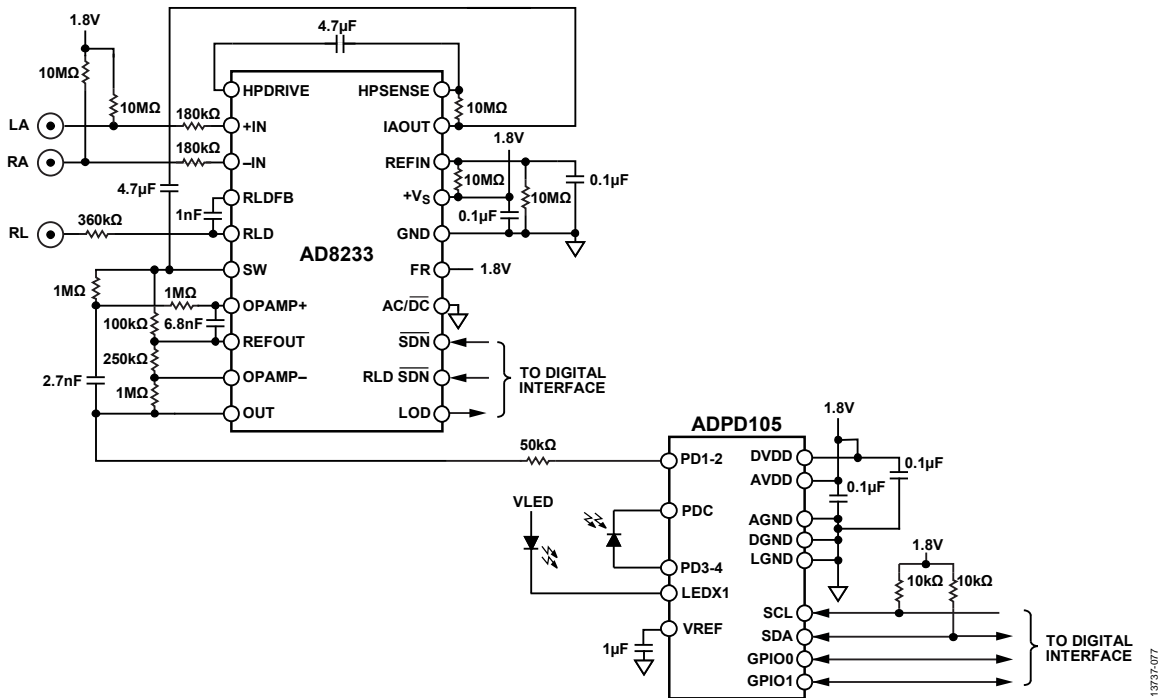 1.8V
4.7µF
10MΩ
10MΩ
HPDRIVE
HPSENSE
10MΩ
LA
180kΩ
+IN
IAOUT
1.8V
RA
180kΩ
–IN
REFIN
10MΩ
10MΩ
0.1µF
4.7µF
RLDFB
+VS
1nF
0.1µF
RL
360kΩ
RLD
GND
AD8233
SW
FR
1.8V
1MΩ
1MΩ
OPAMP+
AC/DC
100kΩ
6.8nF
REFOUT
SDN
250kΩ
2.7nF
OPAMP–
RLD SDN
TO DIGITAL
INTERFACE
1MΩ
OUT
LOD
1.8V
ADPD105
50kΩ
PD1-2
DVDD
0.1µF
AVDD
0.1µF
VLED
PDC
AGND
DGND
1.8V
PD3-4
LGND
10kΩ
10kΩ
LEDX1
SCL
VREF
SDA
TO DIGITAL
INTERFACE
1µF
GPIO0
GPIO1
13737-077